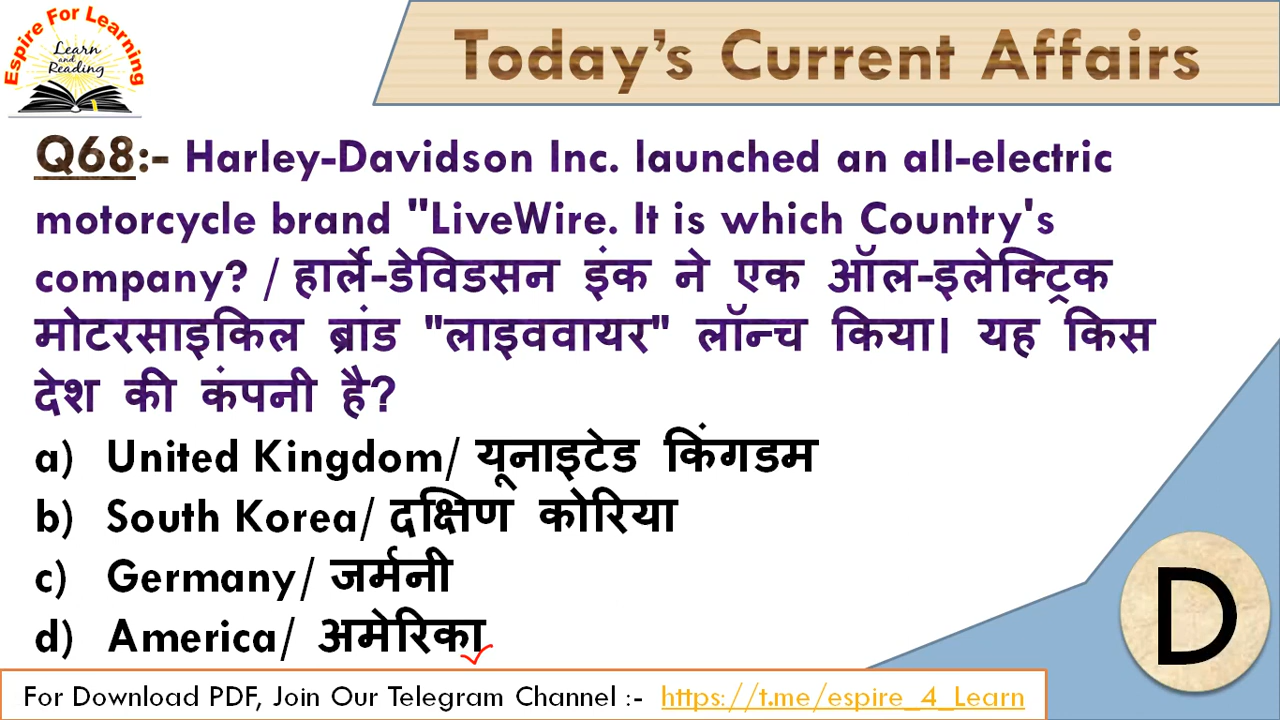 Espire For Learning
Learn
and
Reading
Today's Current Affairs
Q68:- Harley-Davidson Inc. launched an all-electric
motorcycle brand "LiveWire. It is which Country's
company? / हार्ले-डेविडसन इंक ने एक ऑल-इलेक्ट्रिक
मोटरसाइकिल ब्रांड "लाइववायर" लॉन्च किया। यह किस
देश की कंपनी है?
a) United Kingdom/ यूनाइटेड किंगडम
b) South Korea/ दक्षिण कोरिया
c) Germany/ जर्मनी
d) America/ अमेरिका
D
For Download PDF, Join Our Telegram Channel :- https://t.me/espire_4_Learn